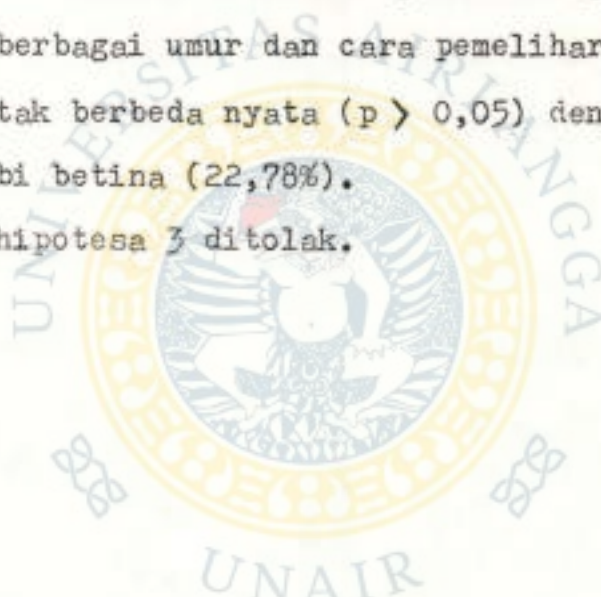 berbagai umur dan cara pemelihar
tak berbeda nyata (p > 0,05) den
bi betina (22,78%).
hipotesa 3 ditolak.
UNIVERSITAS AIRLANGGA
UNAIR